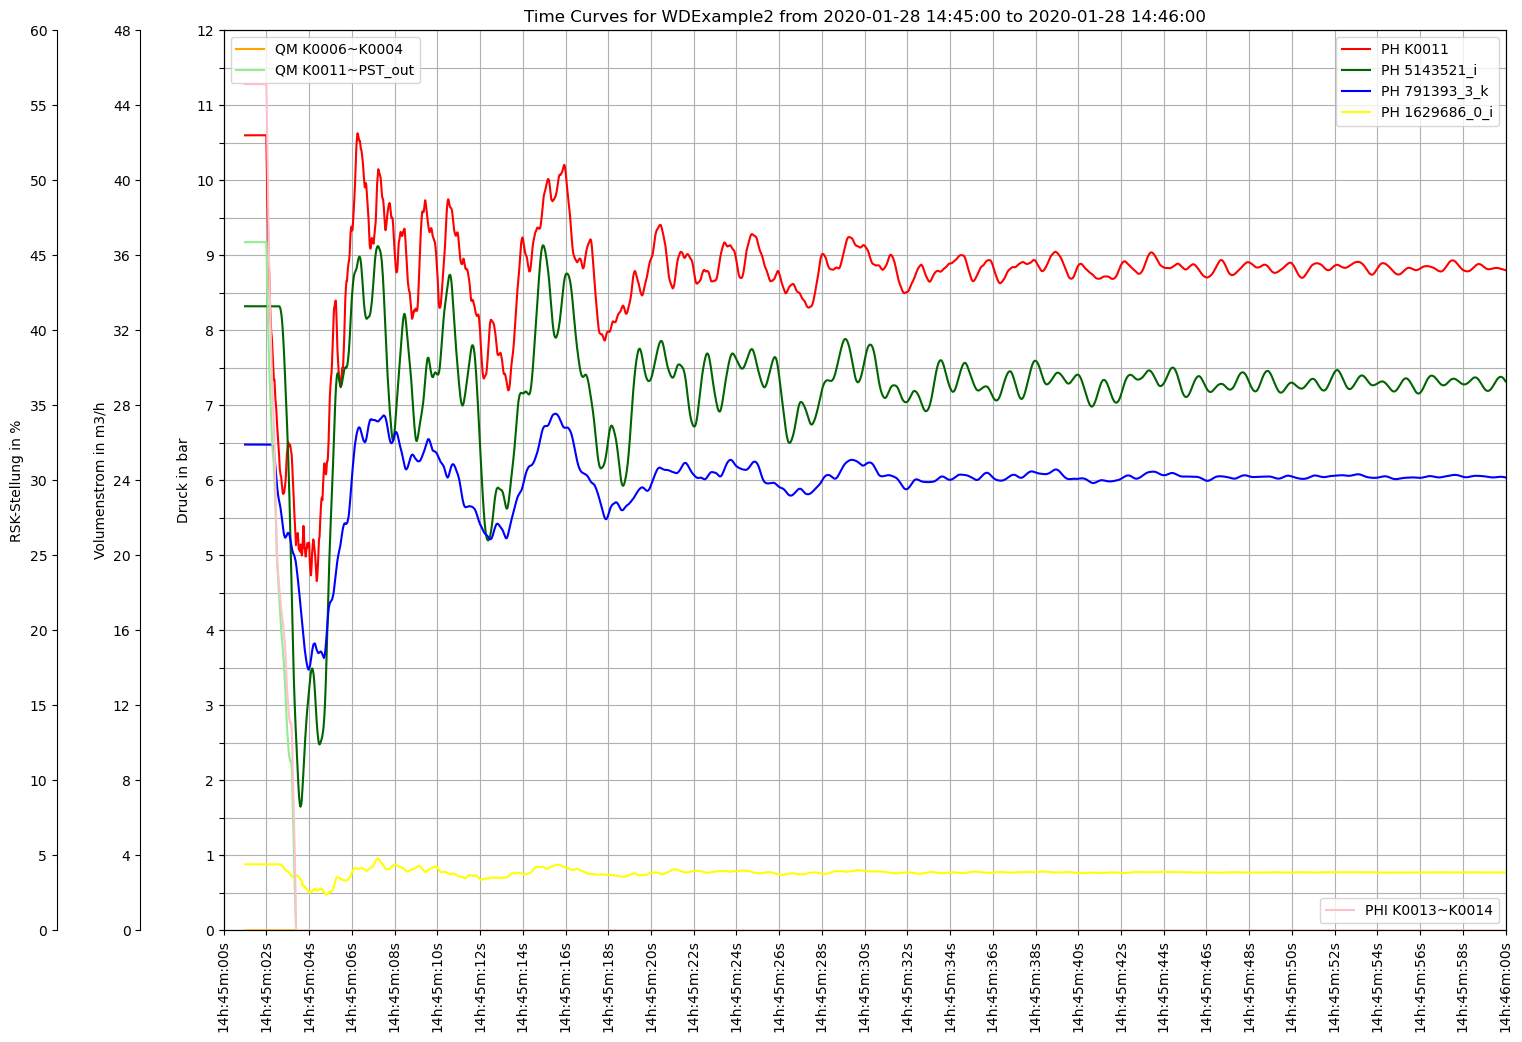 Time Curves for WDExample2 from 2020-01-28 14:45:00 to 2020-01-28 14:46:00
QM K0006~K0004
QM K0011~PST_out
PH K0011
PH 5143521_i
PH 791393_3_k
PH 1629686_0_i
PHI K0013~K0014
RSK-Stellung in %
60
55
50
45
40
35
30
25
20
15
10
5
0
Volumenstrom in m3/h
48
44
40
36
32
28
24
20
16
12
8
4
0
Druck in bar
12
11
10
9
8
7
6
5
4
3
2
1
0
14h:45m:00s
14h:45m:02s
14h:45m:04s
14h:45m:06s
14h:45m:08s
14h:45m:10s
14h:45m:12s
14h:45m:14s
14h:45m:16s
14h:45m:18s
14h:45m:20s
14h:45m:22s
14h:45m:24s
14h:45m:26s
14h:45m:28s
14h:45m:30s
14h:45m:32s
14h:45m:34s
14h:45m:36s
14h:45m:38s
14h:45m:40s
14h:45m:42s
14h:45m:44s
14h:45m:46s
14h:45m:48s
14h:45m:50s
14h:45m:52s
14h:45m:54s
14h:45m:56s
14h:45m:58s
14h:46m:00s